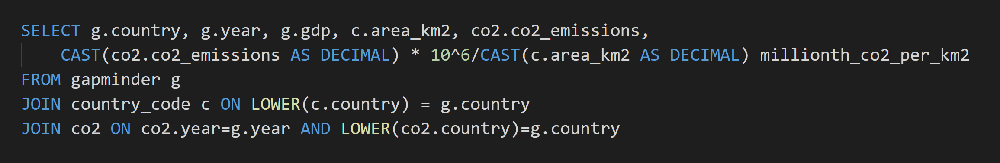 SELECT g.country, g.year, g.gdp, c.area_km2, co2.co2_emissions,
    CAST(co2.co2_emissions AS DECIMAL) * 10^6/CAST(c.area_km2 AS DECIMAL) millionth_co2_per_km2
FROM gapminder g
JOIN country_code c ON LOWER(c.country) = g.country
JOIN co2 ON co2.year=g.year AND LOWER(co2.country)=g.country